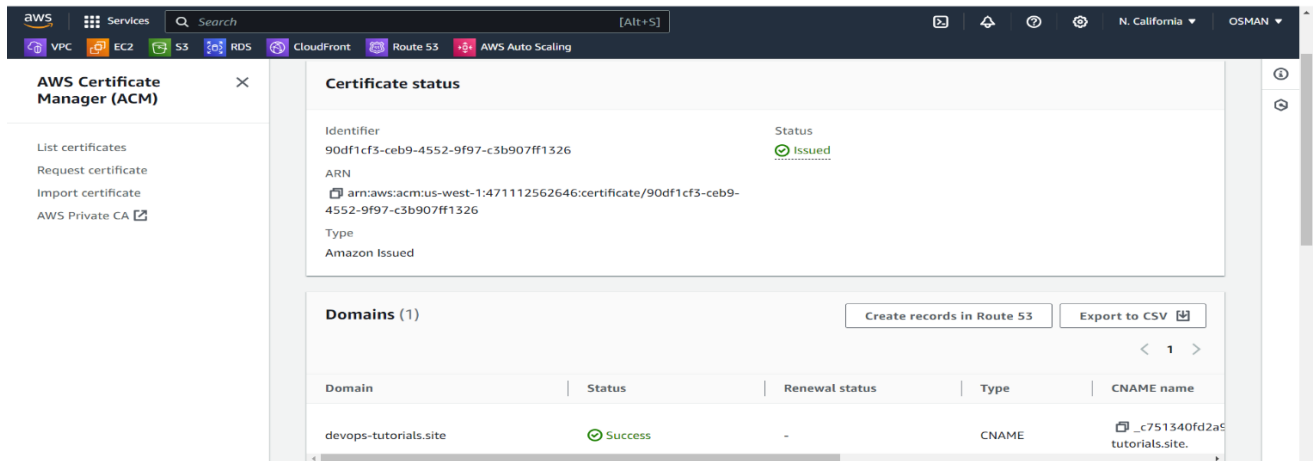 aws
Services
Search
[Alt+S]
N. California
OSMAN
VPC
EC2
S3
RDS
CloudFront
Route 53
AWS Auto Scaling
AWS Certificate
Manager (ACM)
List certificates
Request certificate
Import certificate
AWS Private CA
Certificate status
Identifier
90df1cf3-ceb9-4552-9f97-c3b907ff1326
Status
Issued
ARN
arn:aws:acm:us-west-1:471112562646:certificate/90df1cf3-ceb9-
4552-9f97-c3b907ff1326
Type
Amazon Issued
Domains (1)
Create records in Route 53
Export to CSV
1
Domain
Status
Renewal status
Type
CNAME name
devops-tutorials.site
Success
-
CNAME
_c751340fd2a9
tutorials.site.